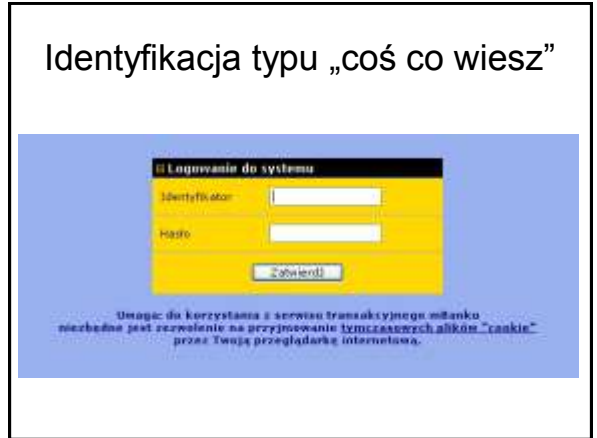 Identyfikacja typu „coś co wiesz”
Logowanie do systemu
Identyfikator
Hasło
Zatwierdź
Uwaga: do korzystania z serwisu transakcyjnego mBanku
niezbędne jest zezwolenie na przyjmowanie tymczasowych plików "cookie"
przez Twoją przeglądarkę internetową.